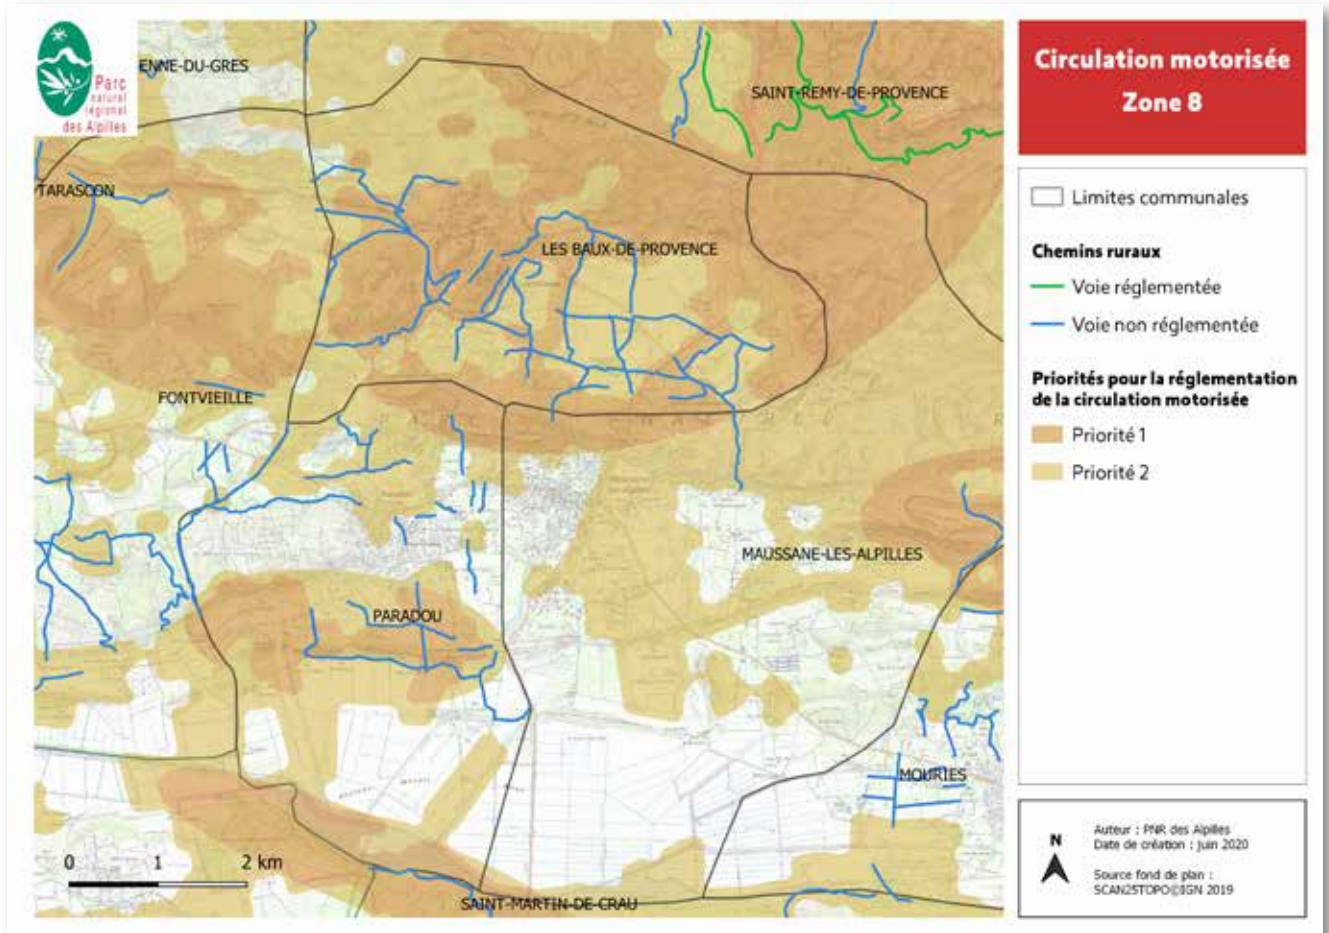 Parc
naturel
régional
des Alpilles
ENNE-DU-GRES
SAINT-REMY-DE-PROVENCE
TARASCON
LES BAUX-DE-PROVENCE
FONTVIEILLE
MAUSSANE-LES-ALPILLES
PARADOU
MOURIES
SAINT-MARTIN-DE-CRAU
0 1 2 km
Circulation motorisée
Zone 8
Limites communales
Chemins ruraux
Voie réglementée
Voie non réglementée
Priorités pour la réglementation
de la circulation motorisée
Priorité 1
Priorité 2
N
Auteur : PNR des Alpilles
Date de création : juin 2020
Source fond de plan :
SCAN25TOPO©IGN 2019